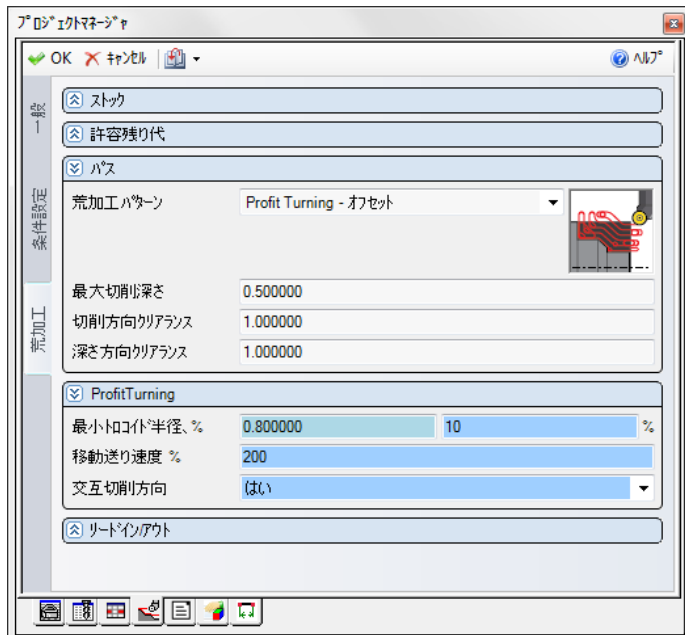 プロジェクトマネージャ
OK キャンセル ヘルプ
一般
条件設定
荒加工
ストック
許容残り代
パス
荒加工パターン Profit Turning - オフセット
最大切削深さ 0.500000
切削方向クリアランス 1.000000
深さ方向クリアランス 1.000000
ProfitTurning
最小トロコイド半径、% 0.800000 10 %
移動送り速度 % 200
交互切削方向 はい
リードイン/アウト